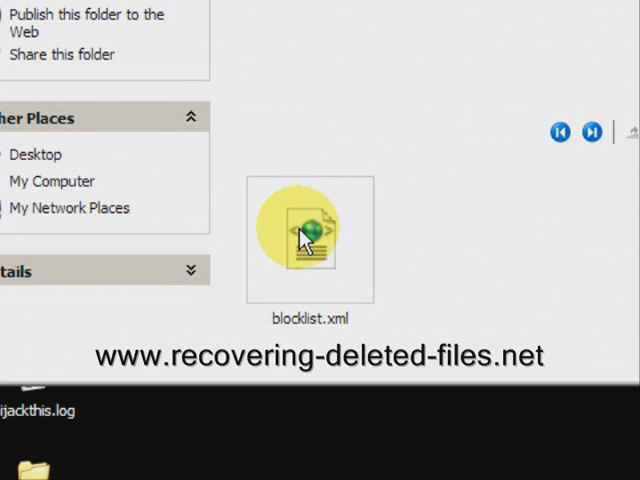 Publish this folder to the
Web
Share this folder
her Places
Desktop
My Computer
My Network Places
tails
blocklist.xml
www.recovering-deleted-files.net
ijackthis.log